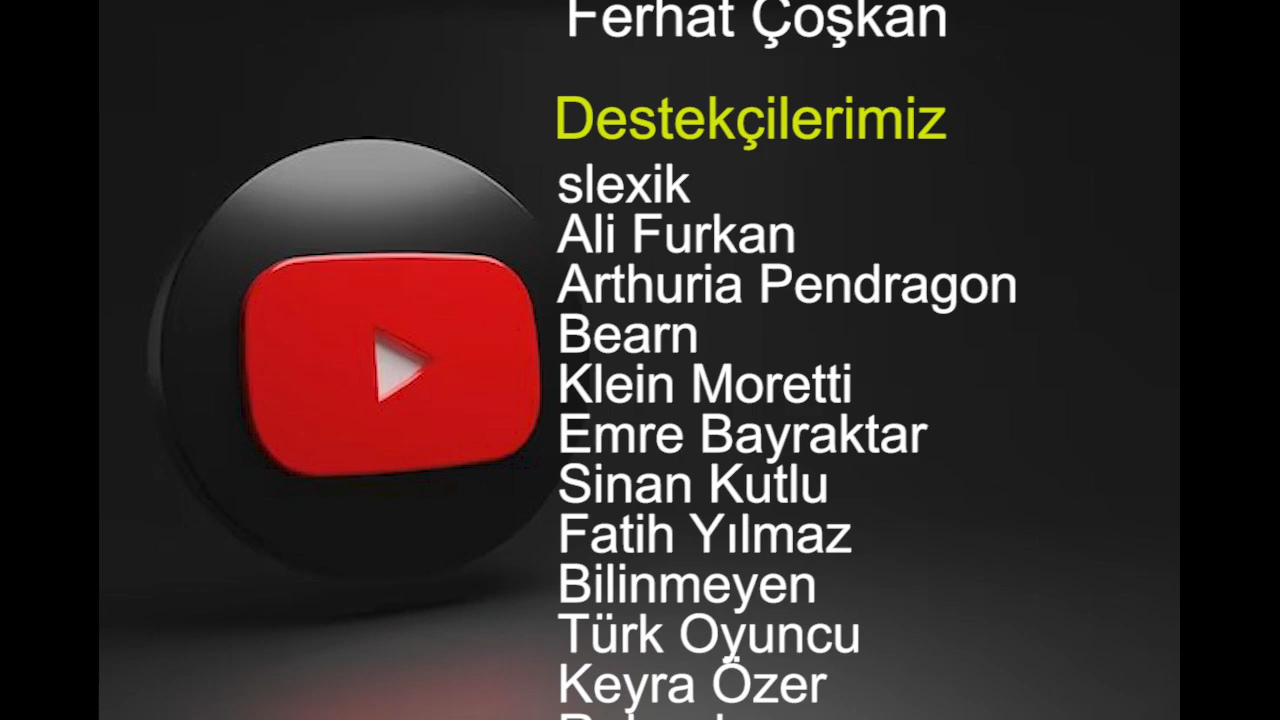 Ferhat Çoşkan
Destekçilerimiz
slexik
Ali Furkan
Arthuria Pendragon
Bearn
Klein Moretti
Emre Bayraktar
Sinan Kutlu
Fatih Yılmaz
Bilinmeyen
Türk Oyuncu
Keyra Özer